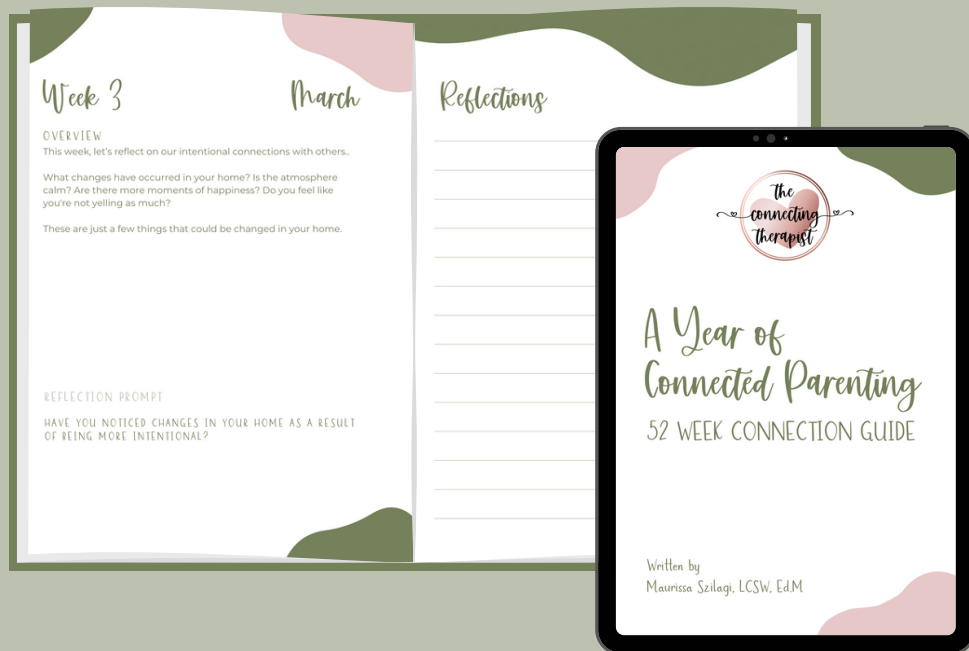 Week 3
March
OVERVIEW
This week, let's reflect on our intentional connections with others..
What changes have occurred in your home? Is the atmosphere
calm? Are there more moments of happiness? Do you feel like
you're not yelling as much?
These are just a few things that could be changed in your home.
REFLECTION PROMPT
HAVE YOU NOTICED CHANGES IN YOUR HOME AS A RESULT
OF BEING MORE INTENTIONAL?
Reflections
the
connecting
therapist
A Year of
Connected Parenting
52 WEEK CONNECTION GUIDE
Written by
Maurissa Szilagi, LCSW, Ed.M